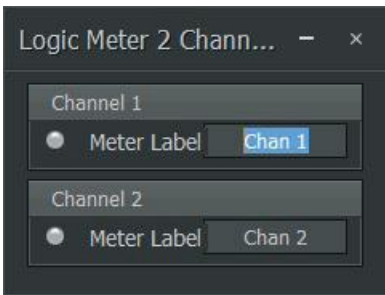 Logic Meter 2 Chann...
Channel 1
Meter Label Chan 1
Channel 2
Meter Label Chan 2